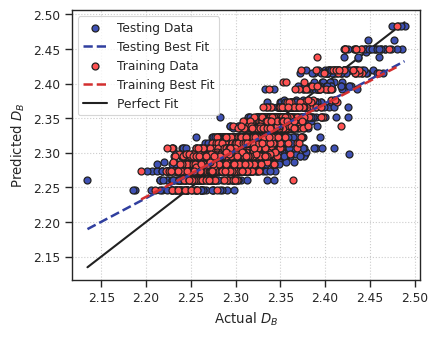 Testing Data
Testing Best Fit
Training Data
Training Best Fit
Perfect Fit
Predicted $D_B$
2.50
2.45
2.40
2.35
2.30
2.25
2.20
2.15
2.15 2.20 2.25 2.30 2.35 2.40 2.45 2.50
Actual $D_B$